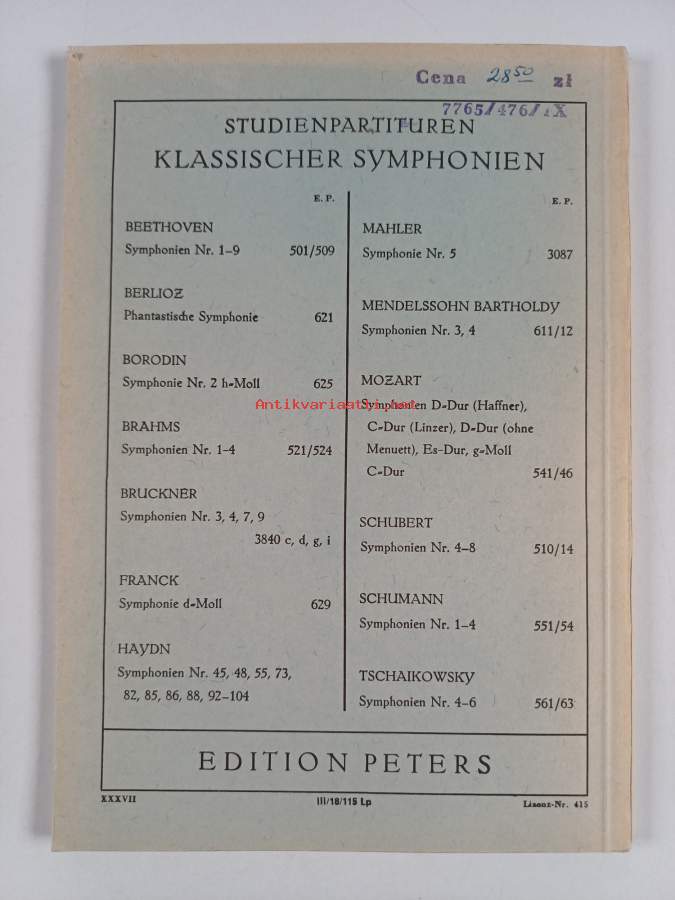 Cena 28⁵⁰ zł
7765/476/ıX
STUDIENPARTITUREN
KLASSISCHER SYMPHONIEN
E. P.
BEETHOVEN
Symphonien Nr. 1-9 501/509
BERLIOZ
Phantastische Symphonie 621
BORODIN
Symphonie Nr. 2 h-Moll 625
BRAHMS
Symphonien Nr. 1-4 521/524
BRUCKNER
Symphonien Nr. 3, 4, 7, 9
3840 c, d, g, i
FRANCK
Symphonie d-Moll 629
HAYDN
Symphonien Nr. 45, 48, 55, 73,
82, 85, 86, 88, 92-104
E. P.
MAHLER
Symphonie Nr. 5 3087
MENDELSSOHN BARTHOLDY
Symphonien Nr. 3, 4 611/12
MOZART
Symphonien D-Dur (Haffner),
C-Dur (Linzer), D-Dur (ohne
Menuett), Es-Dur, g-Moll
C-Dur 541/46
SCHUBERT
Symphonien Nr. 4-8 510/14
SCHUMANN
Symphonien Nr. 1-4 551/54
TSCHAIKOWSKY
Symphonien Nr. 4-6 561/63
Antikvariaatti.net
EDITION PETERS
XXXVII III/18/115 Lp Lizenz-Nr. 415